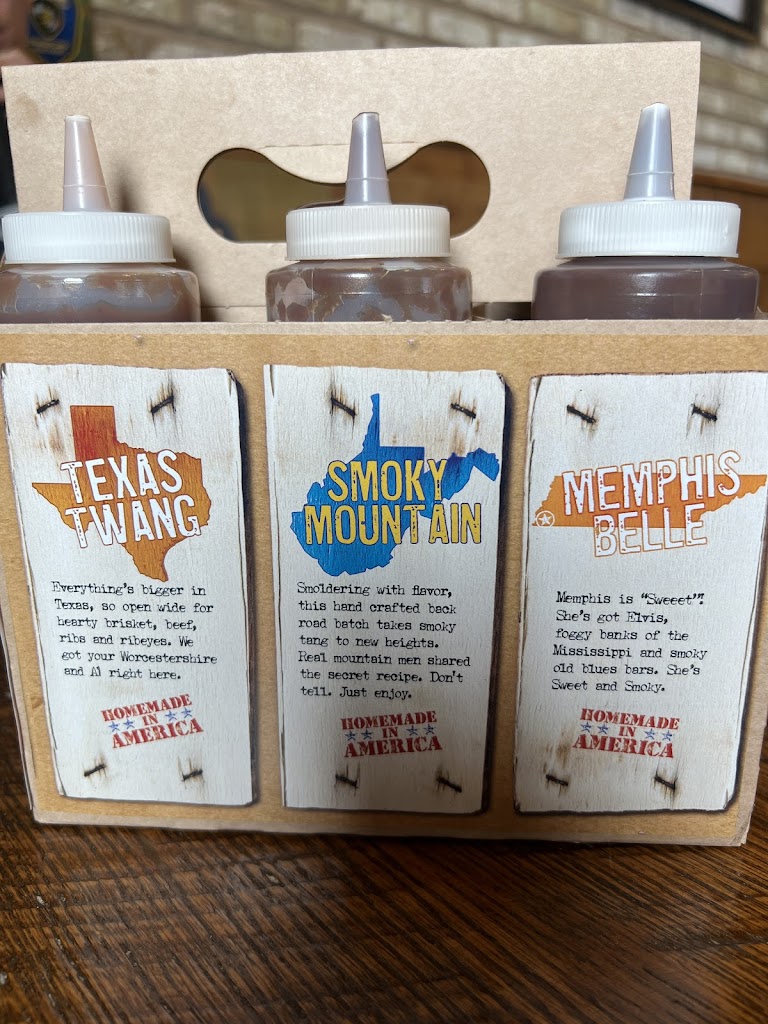 TEXAS
TWANG
Everything's bigger in
Texas, so open wide for
hearty brisket, beef,
ribs and ribeyes. We
got your Worcestershire
and A1 right here.
HOMEMADE
IN
AMERICA
SMOKY
MOUNTAIN
Smoldering with flavor,
this hand crafted back
road batch takes smoky
tang to new heights.
Real mountain men shared
the secret recipe. Don't
tell. Just enjoy.
HOMEMADE
IN
AMERICA
MEMPHIS
BELLE
Memphis is "Sweeet"!
She's got Elvis,
foggy banks of the
Mississippi and smoky
old blues bars. She's
Sweet and Smoky.
HOMEMADE
IN
AMERICA